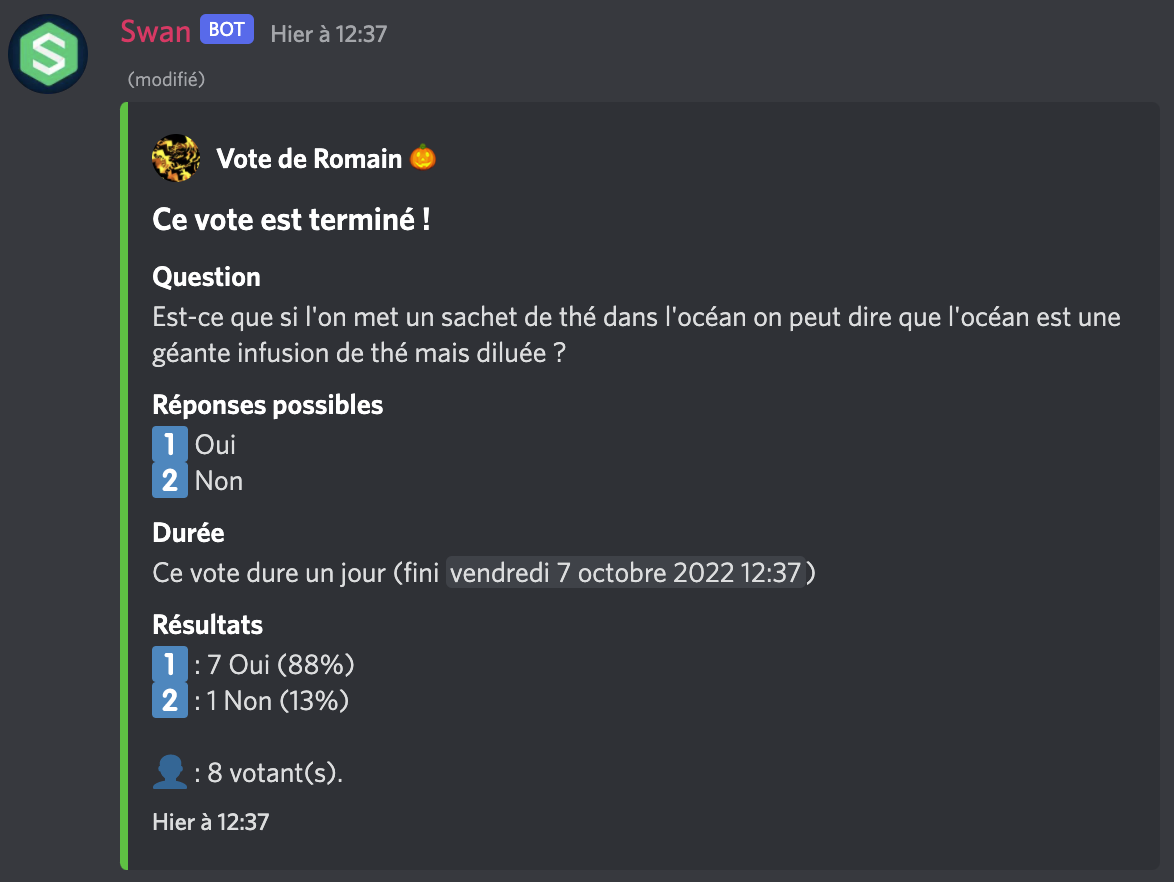 Swan BOT Hier à 12:37
(modifié)
Vote de Romain 🎃
Ce vote est terminé !
Question
Est-ce que si l'on met un sachet de thé dans l'océan on peut dire que l'océan est une
géante infusion de thé mais diluée ?
Réponses possibles
1 Oui
2 Non
Durée
Ce vote dure un jour (fini vendredi 7 octobre 2022 12:37)
Résultats
1 : 7 Oui (88%)
2 : 1 Non (13%)
👤 : 8 votant(s).
Hier à 12:37